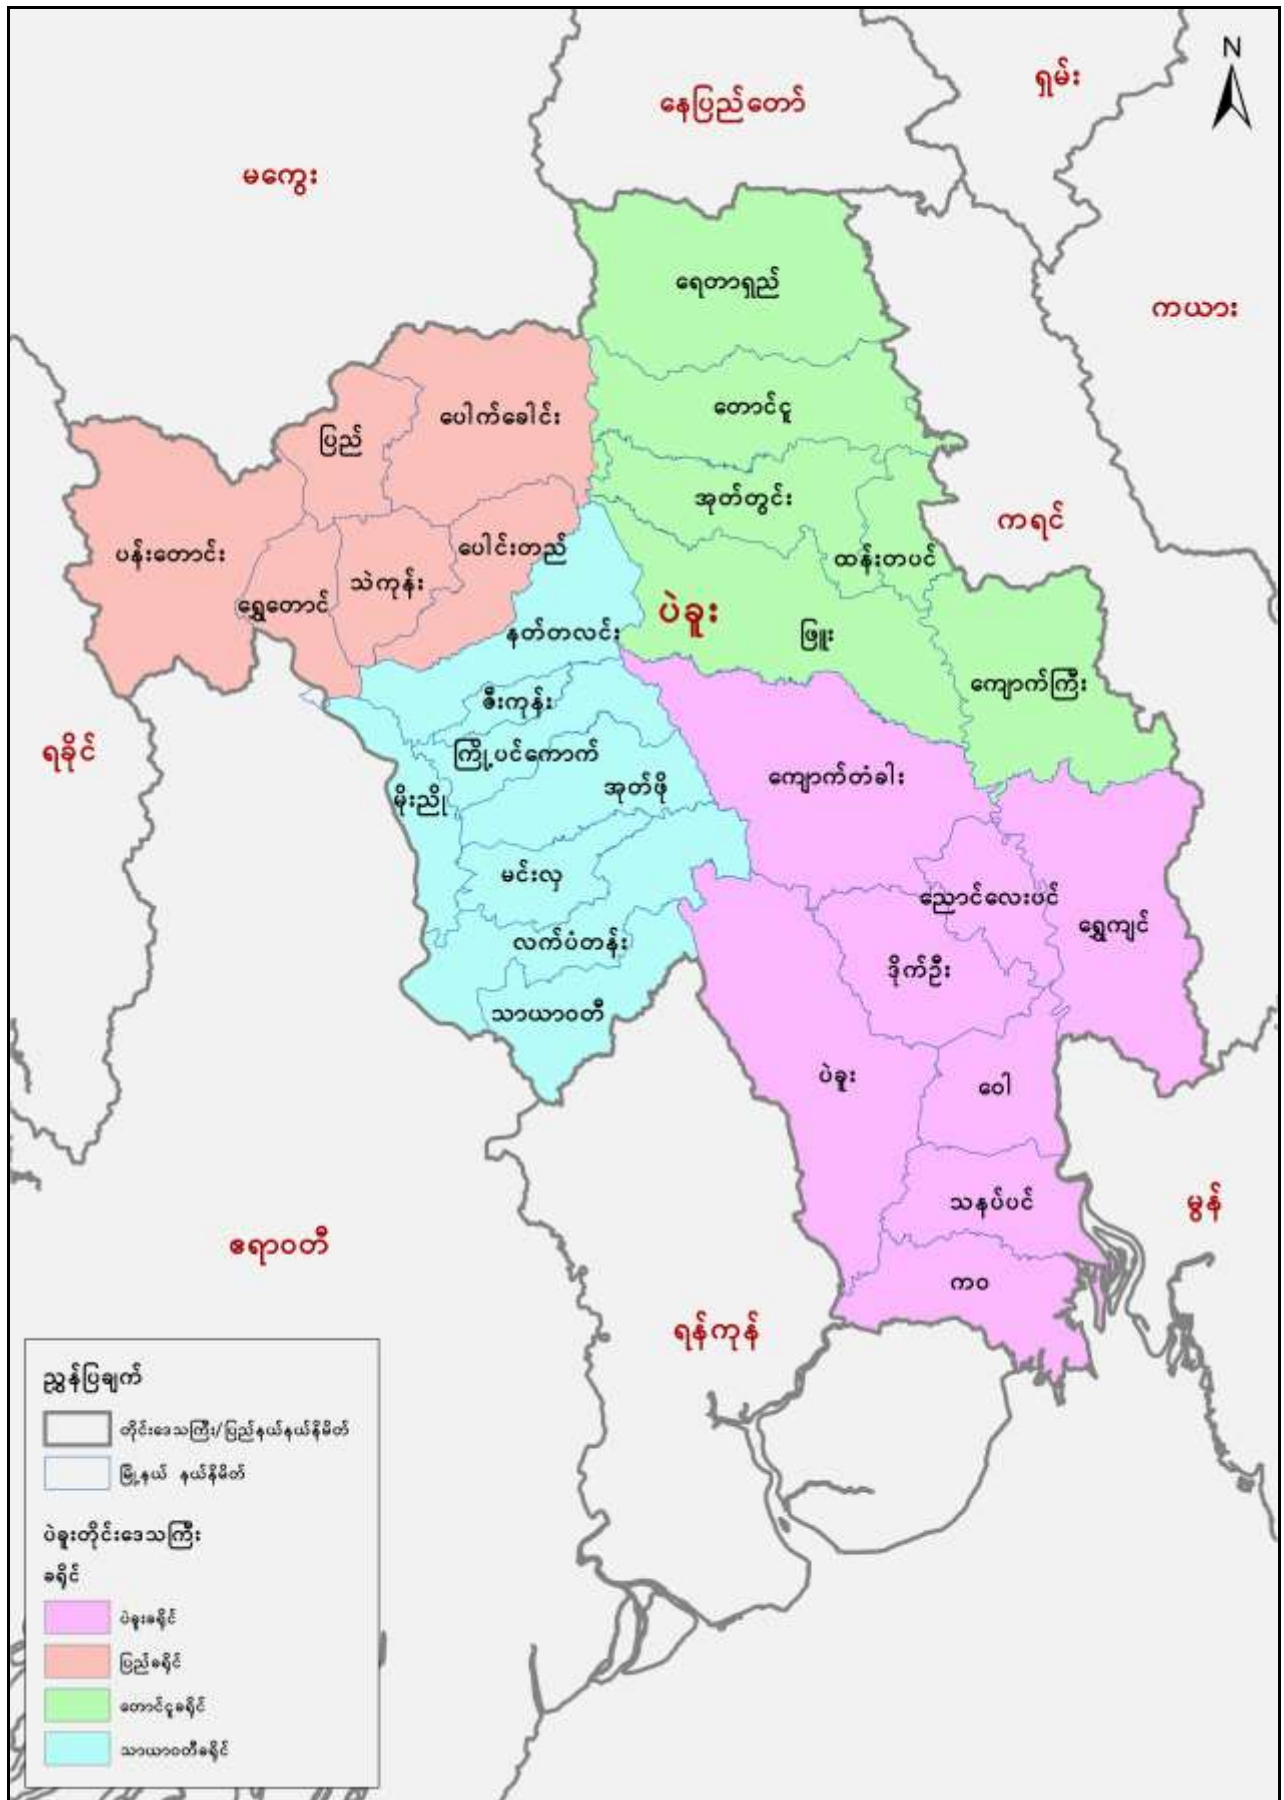 N
နေပြည်တော်
ရှမ်း
မကွေး
ကယား
ရေတာရှည်
တောင်ငူ
ပေါက်ခေါင်း
ပြည်
အုတ်တွင်း
ကရင်
ပန်းတောင်း
ပေါင်းတည်
ထန်းတပင်
သဲကုန်း
ရွှေတောင်
ပဲခူး
နတ်တလင်း
ဖြူး
ကျောက်ကြီး
ဇီးကုန်း
ရခိုင်
ကြို့ပင်ကောက်
ကျောက်တံခါး
အုတ်ဖို
မိုးညို
မင်းလှ
ညောင်လေးပင်
ရွှေကျင်
လက်ပံတန်း
ဒိုက်ဦး
သာယာဝတီ
ပဲခူး
ဝေါ
သနပ်ပင်
မွန်
ဧရာဝတီ
ကဝ
ရန်ကုန်
ညွှန်ပြချက်
တိုင်းဒေသကြီး/ပြည်နယ်နယ်နိမိတ်
မြို့နယ် နယ်နိမိတ်
ပဲခူးတိုင်းဒေသကြီး
ခရိုင်
ပဲခူးခရိုင်
ပြည်ခရိုင်
တောင်ငူခရိုင်
သာယာဝတီခရိုင်